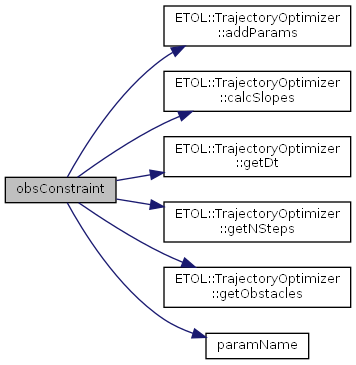 ETOL::TrajectoryOptimizer
::addParams
ETOL::TrajectoryOptimizer
::calcSlopes
ETOL::TrajectoryOptimizer
::getDt
obsConstraint
ETOL::TrajectoryOptimizer
::getNSteps
ETOL::TrajectoryOptimizer
::getObstacles
paramName